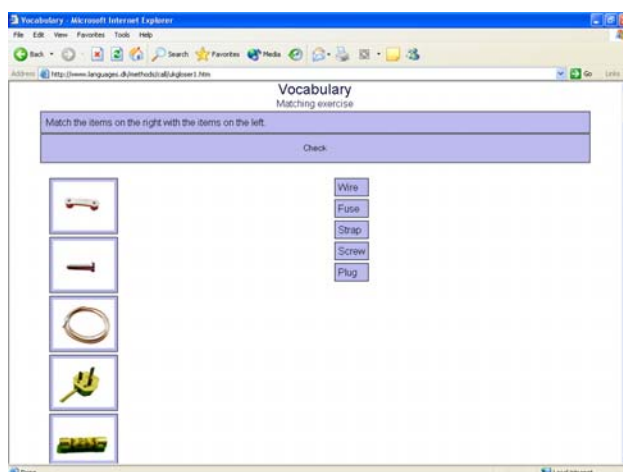 Vocabulary - Microsoft Internet Explorer
File Edit View Favorites Tools Help
Back Search Favorites Media
Address Go Links
Vocabulary
Matching exercise
Match the items on the right with the items on the left.
Check
Wire
Fuse
Strap
Screw
Plug